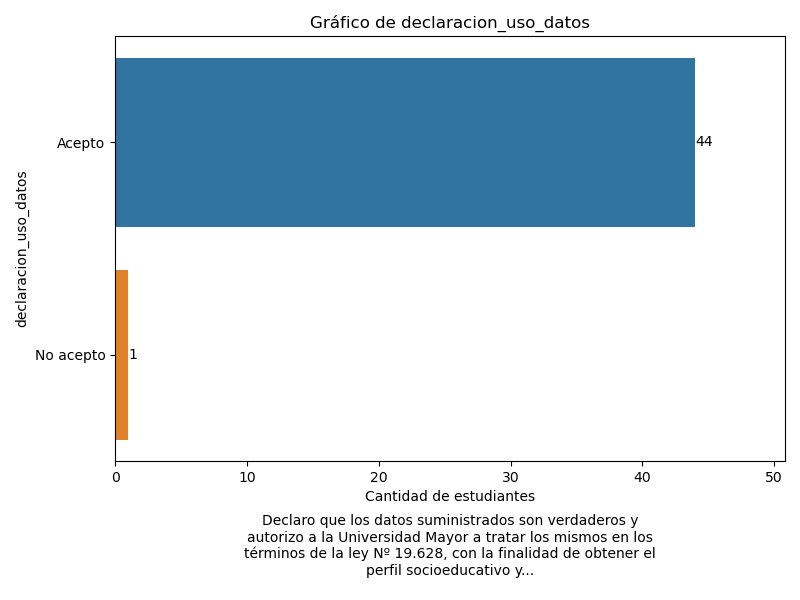 Gráfico de declaracion_uso_datos
declaracion_uso_datos
Acepto
44
No acepto
1
0 10 20 30 40 50
Cantidad de estudiantes
Declaro que los datos suministrados son verdaderos y
autorizo a la Universidad Mayor a tratar los mismos en los
términos de la ley Nº 19.628, con la finalidad de obtener el
perfil socioeducativo y...